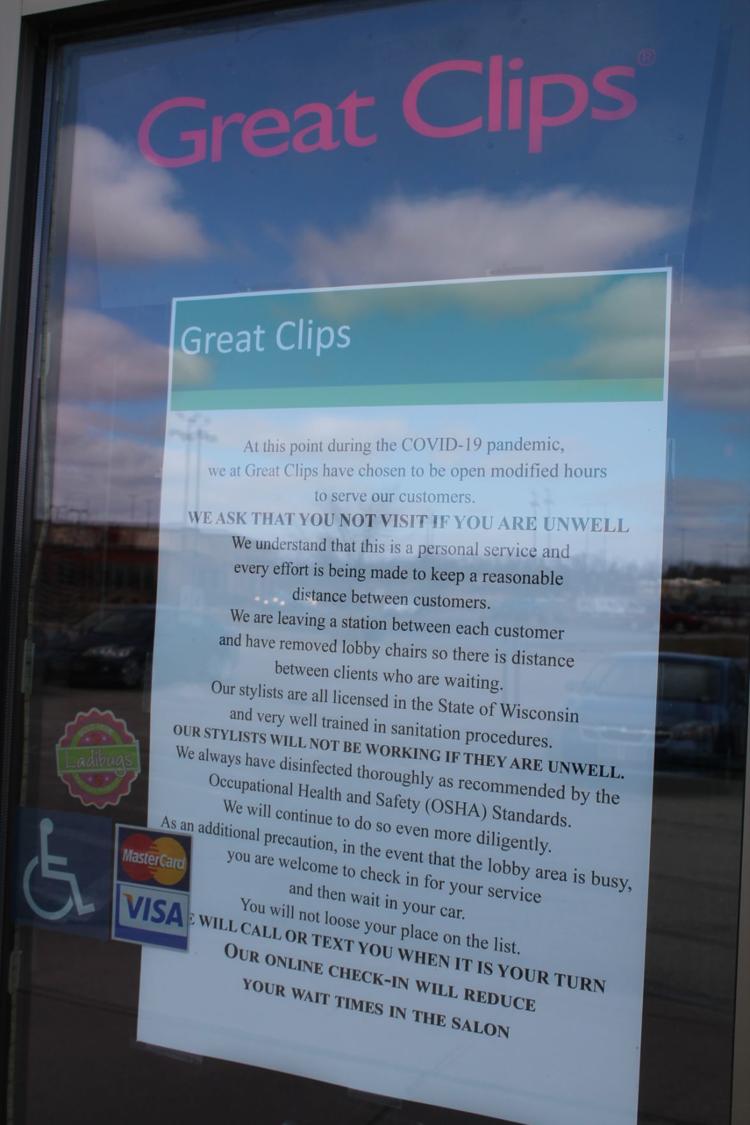 Great Clips®
Great Clips
At this point during the COVID-19 pandemic,
we at Great Clips have chosen to be open modified hours
to serve our customers.
WE ASK THAT YOU NOT VISIT IF YOU ARE UNWELL
We understand that this is a personal service and
every effort is being made to keep a reasonable
distance between customers.
We are leaving a station between each customer
and have removed lobby chairs so there is distance
between clients who are waiting.
Our stylists are all licensed in the State of Wisconsin
and very well trained in sanitation procedures.
OUR STYLISTS WILL NOT BE WORKING IF THEY ARE UNWELL.
We always have disinfected thoroughly as recommended by the
Occupational Health and Safety (OSHA) Standards.
We will continue to do so even more diligently.
As an additional precaution, in the event that the lobby area is busy,
you are welcome to check in for your service
and then wait in your car.
You will not loose your place on the list.
E WILL CALL OR TEXT YOU WHEN IT IS YOUR TURN
OUR ONLINE CHECK-IN WILL REDUCE
YOUR WAIT TIMES IN THE SALON
Ladibugs
MasterCard
VISA